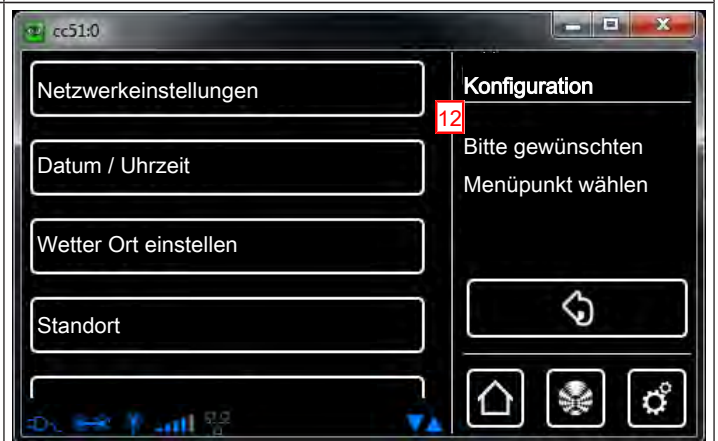 cc51:0
Netzwerkeinstellungen
Datum / Uhrzeit
Wetter Ort einstellen
Standort
Konfiguration
12
Bitte gewünschten
Menüpunkt wählen